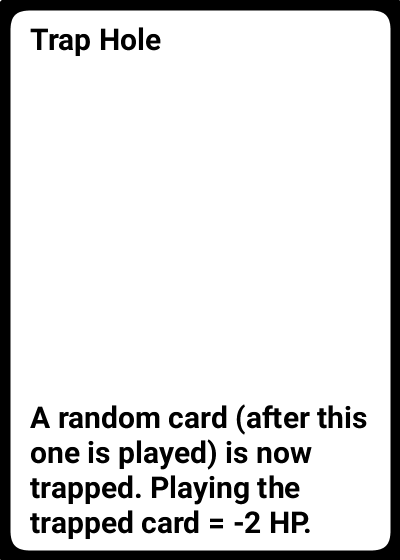 Trap Hole
A random card (after this
one is played) is now
trapped. Playing the
trapped card = -2 HP.